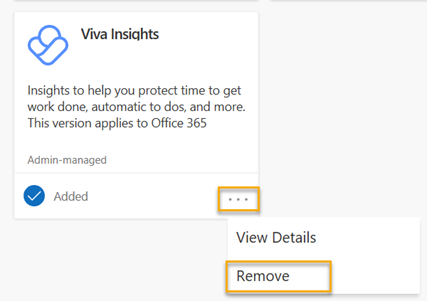 Viva Insights
Insights to help you protect time to get
work done, automatic to dos, and more.
This version applies to Office 365
Admin-managed
Added
...
View Details
Remove